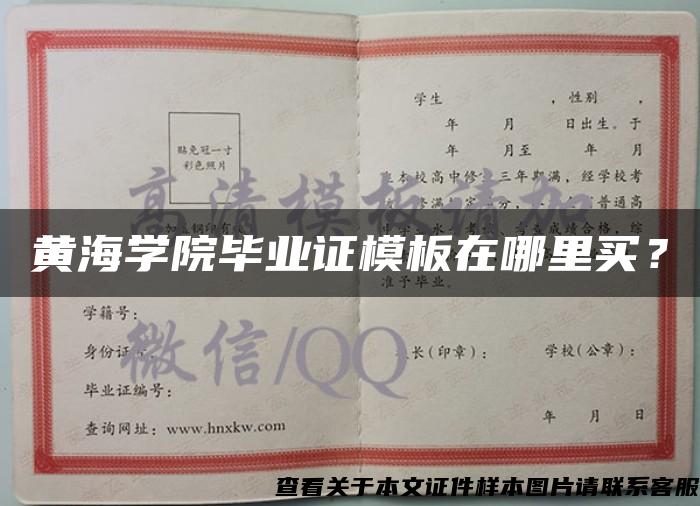 学生 ，性别 ，
年 月 日出生。于
年 月至 年 月
贴免冠一寸
彩色照片
在本校高中修 三年期满，经学校考
高清模板请加
黄海学院毕业证模板在哪里买？
准予毕业。
学籍号：
微信/QQ
身份证
长(印章)： 学校(公章)：
毕业证编号：
年 月 日
查询网址：www.hnxkw.com
查看关于本文证件样本图片请联系客服